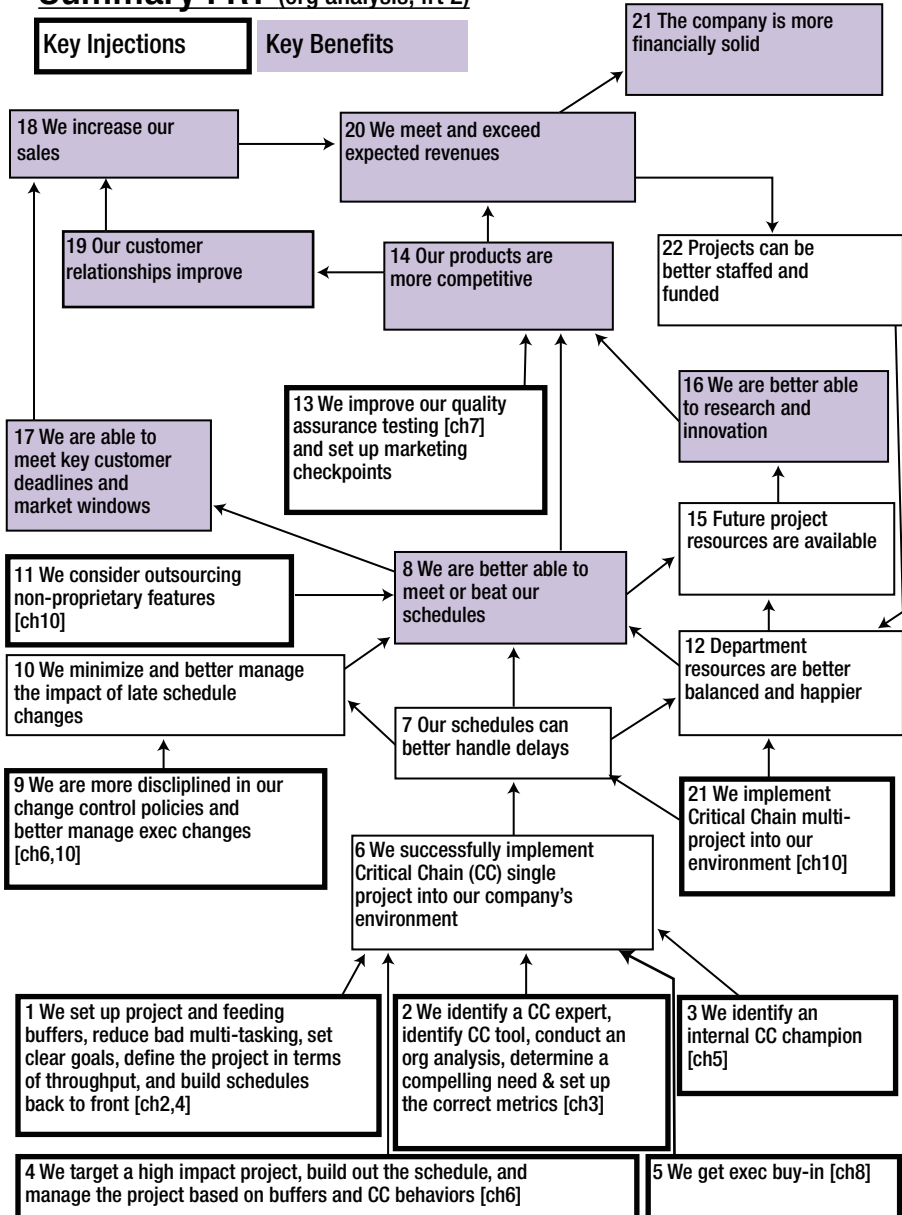 Summary FRT (org analysis, frt 2)
Key Injections
Key Benefits
21 The company is more
financially solid
18 We increase our
sales
20 We meet and exceed
expected revenues
19 Our customer
relationships improve
14 Our products are
more competitive
22 Projects can be
better staffed and
funded
13 We improve our quality
assurance testing [ch7]
and set up marketing
checkpoints
16 We are better able
to research and
innovation
17 We are able to
meet key customer
deadlines and
market windows
15 Future project
resources are available
11 We consider outsourcing
non-proprietary features
[ch10]
8 We are better able to
meet or beat our
schedules
10 We minimize and better manage
the impact of late schedule
changes
12 Department
resources are better
balanced and happier
7 Our schedules can
better handle delays
9 We are more discliplined in our
change control policies and
better manage exec changes
[ch6,10]
21 We implement
Critical Chain multi-
project into our
environment [ch10]
6 We successfully implement
Critical Chain (CC) single
project into our company's
environment
1 We set up project and feeding
buffers, reduce bad multi-tasking, set
clear goals, define the project in terms
of throughput, and build schedules
back to front [ch2,4]
2 We identify a CC expert,
identify CC tool, conduct an
org analysis, determine a
compelling need & set up
the correct metrics [ch3]
3 We identify an
internal CC champion
[ch5]
4 We target a high impact project, build out the schedule, and
manage the project based on buffers and CC behaviors [ch6]
5 We get exec buy-in [ch8]